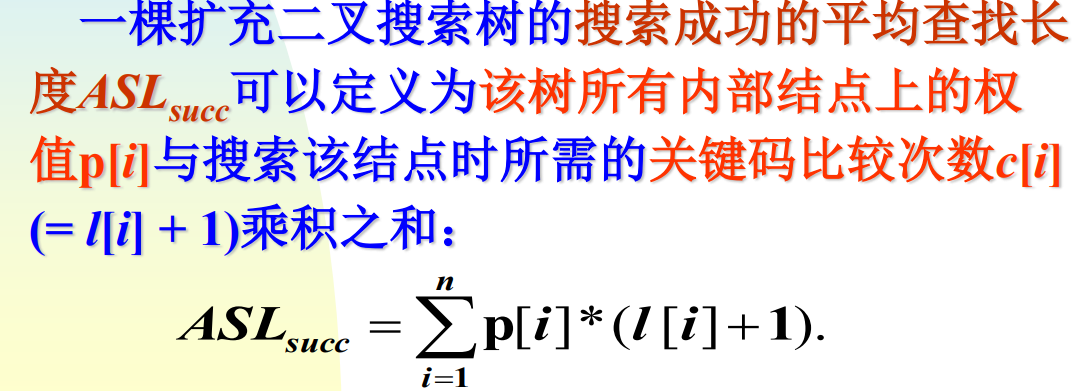 一棵扩充二叉搜索树的搜索成功的平均查找长
度ASLsucc可以定义为该树所有内部结点上的权
值p[i]与搜索该结点时所需的关键码比较次数c[i]
(= l[i] + 1)乘积之和：
ASLsucc = ∑_{i=1}^{n} p[i]*(l[i]+1).